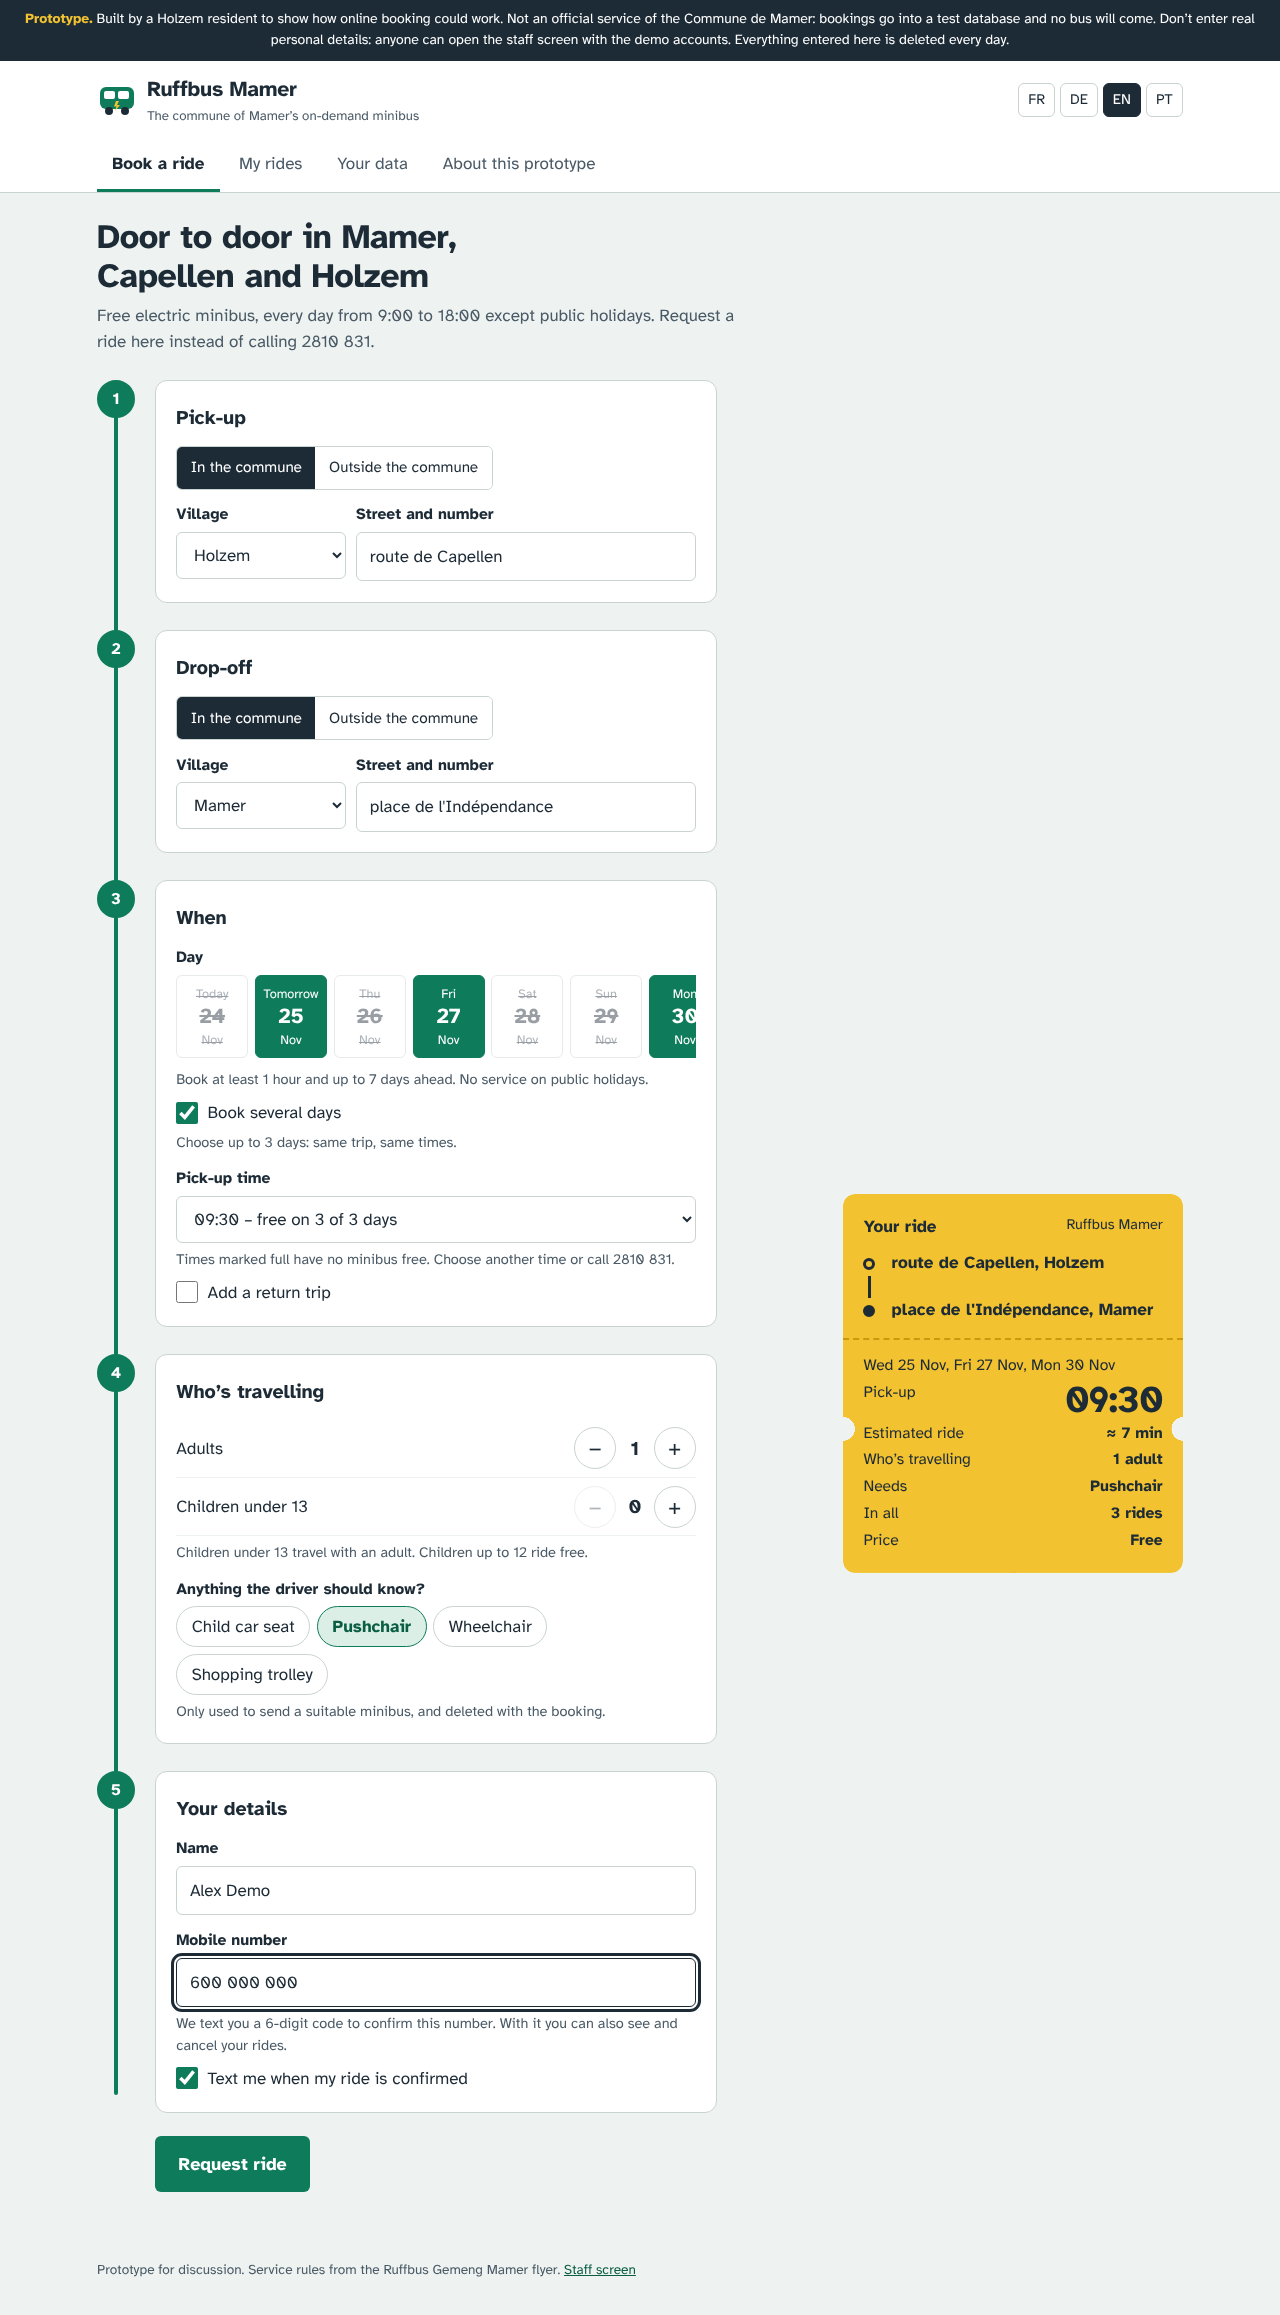 Prototype. Built by a Holzem resident to show how online booking could work. Not an official service of the Commune de Mamer: bookings go into a test database and no bus will come. Don’t enter real
personal details: anyone can open the staff screen with the demo accounts. Everything entered here is deleted every day.
Ruffbus Mamer
The commune of Mamer’s on-demand minibus
FR DE EN PT
Book a ride My rides Your data About this prototype
Door to door in Mamer,
Capellen and Holzem
Free electric minibus, every day from 9:00 to 18:00 except public holidays. Request a
ride here instead of calling 2810 831.
1
Pick-up
In the commune Outside the commune
Village Street and number
Holzem route de Capellen
2
Drop-off
In the commune Outside the commune
Village Street and number
Mamer place de l'Indépendance
3
When
Day
Today Tomorrow Thu Fri Sat Sun Mon
24 25 26 27 28 29 30
Nov Nov Nov Nov Nov Nov Nov
Book at least 1 hour and up to 7 days ahead. No service on public holidays.
Book several days
Choose up to 3 days: same trip, same times.
Pick-up time
09:30 – free on 3 of 3 days
Times marked full have no minibus free. Choose another time or call 2810 831.
Add a return trip
4
Who’s travelling
Adults − 1 +
Children under 13 − 0 +
Children under 13 travel with an adult. Children up to 12 ride free.
Anything the driver should know?
Child car seat Pushchair Wheelchair
Shopping trolley
Only used to send a suitable minibus, and deleted with the booking.
5
Your details
Name
Alex Demo
Mobile number
600 000 000
We text you a 6-digit code to confirm this number. With it you can also see and
cancel your rides.
Text me when my ride is confirmed
Request ride
Your ride Ruffbus Mamer
route de Capellen, Holzem
place de l'Indépendance, Mamer
Wed 25 Nov, Fri 27 Nov, Mon 30 Nov
Pick-up 09:30
Estimated ride ≈ 7 min
Who’s travelling 1 adult
Needs Pushchair
In all 3 rides
Price Free
Prototype for discussion. Service rules from the Ruffbus Gemeng Mamer flyer. Staff screen